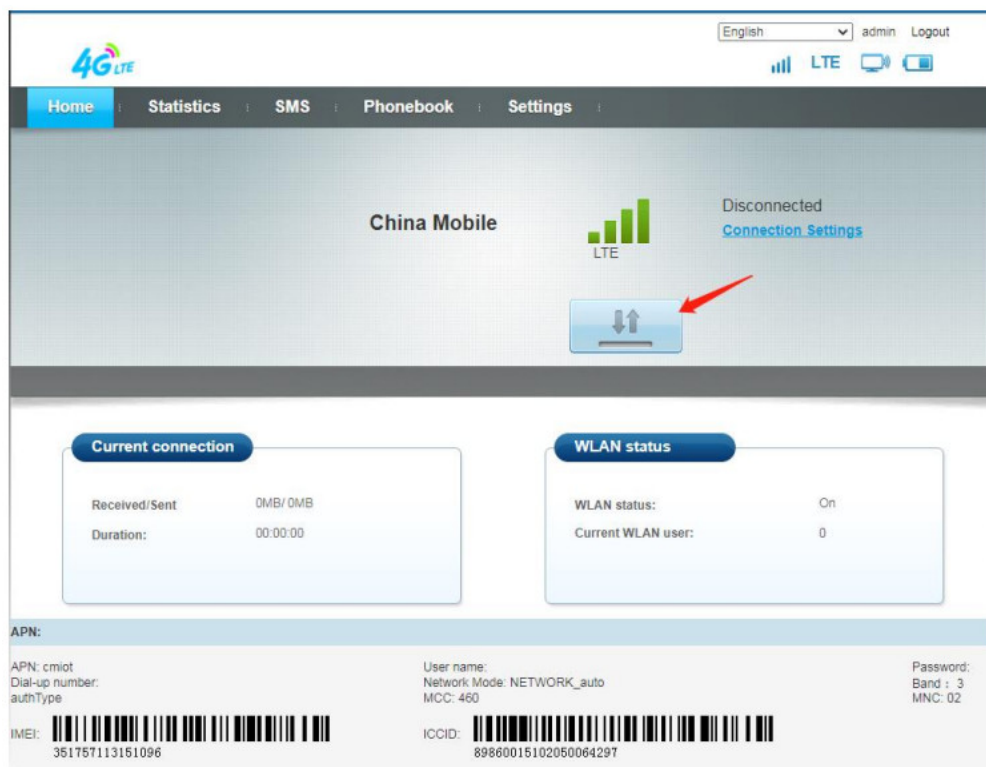 English admin Logout
4G LTE
LTE
Home Statistics SMS Phonebook Settings
China Mobile
LTE
Disconnected
Connection Settings
Current connection
Received/Sent 0MB/ 0MB
Duration: 00:00:00
WLAN status
WLAN status: On
Current WLAN user: 0
APN:
APN: cmiot
Dial-up number:
authType
User name:
Network Mode: NETWORK_auto
MCC: 460
Password:
Band : 3
MNC: 02
IMEI:
351757113151096
ICCID:
89860015102050064297